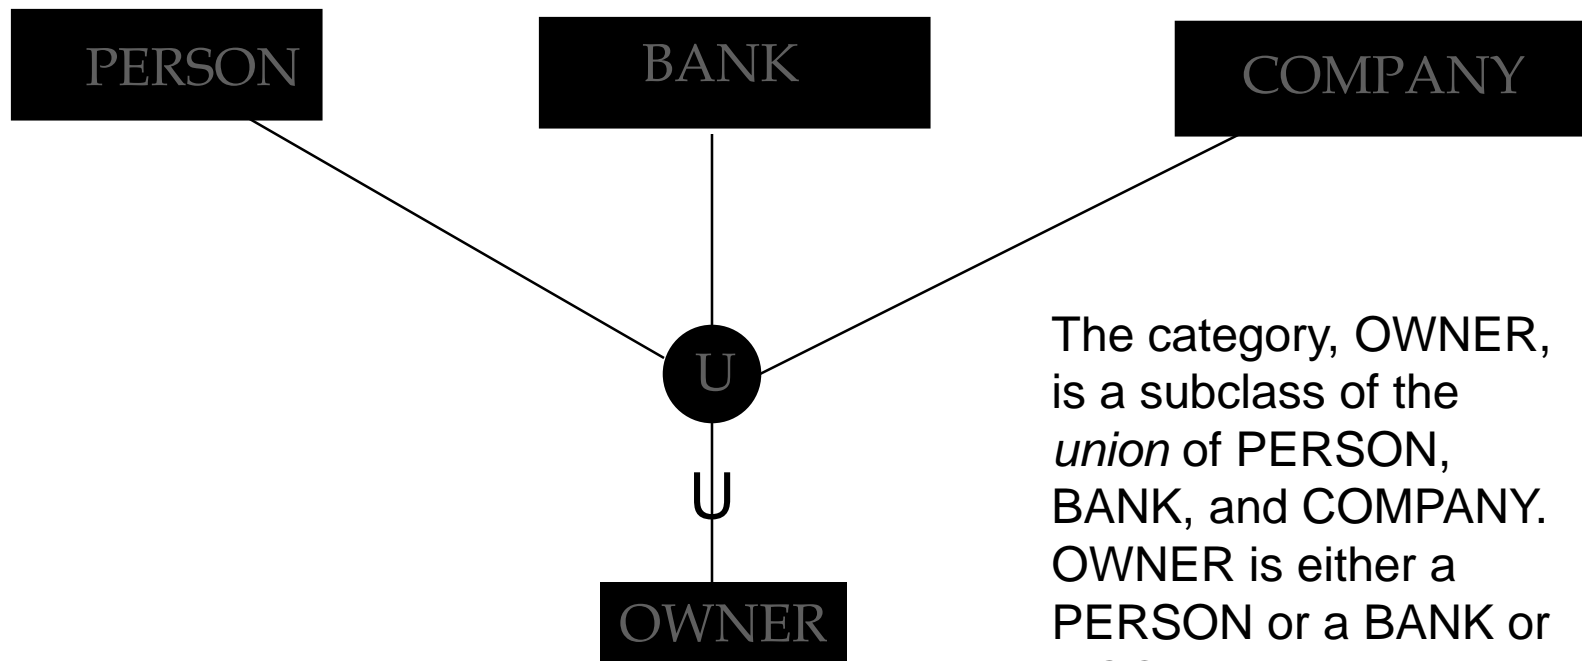 PERSON
BANK
COMPANY
U
U
OWNER
The category, OWNER,
is a subclass of the
union of PERSON,
BANK, and COMPANY.
OWNER is either a
PERSON or a BANK or